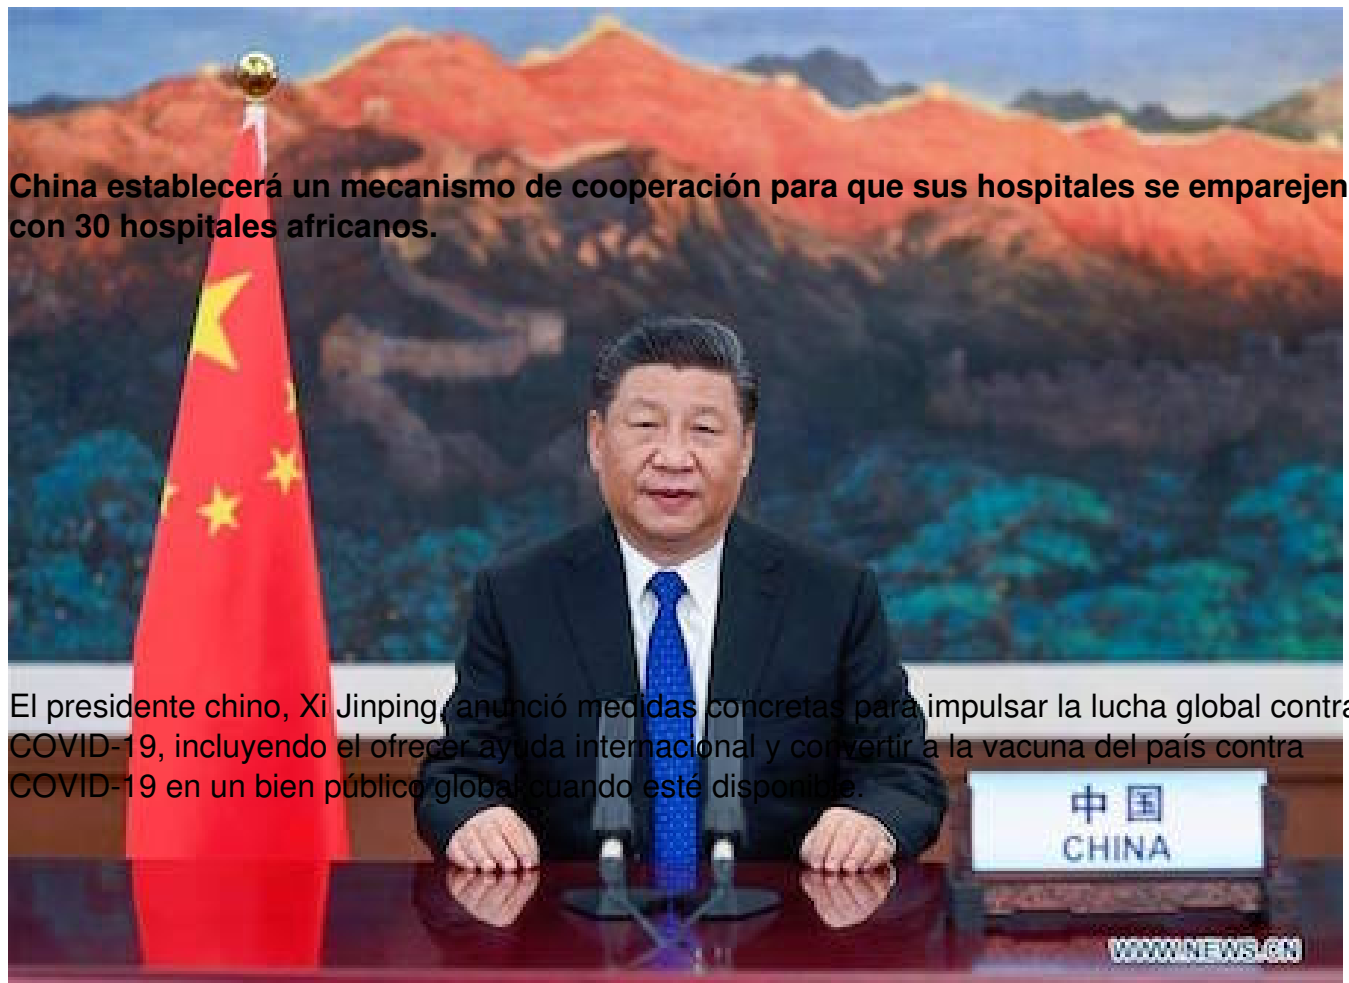 China establecerá un mecanismo de cooperación para que sus hospitales se emparejen
con 30 hospitales africanos.
El presidente chino, Xi Jinping, anunció medidas concretas para impulsar la lucha global contra
COVID-19, incluyendo el ofrecer ayuda internacional y convertir a la vacuna del país contra
COVID-19 en un bien público global cuando esté disponible.
中国
CHINA
WWW.NEWS.CN